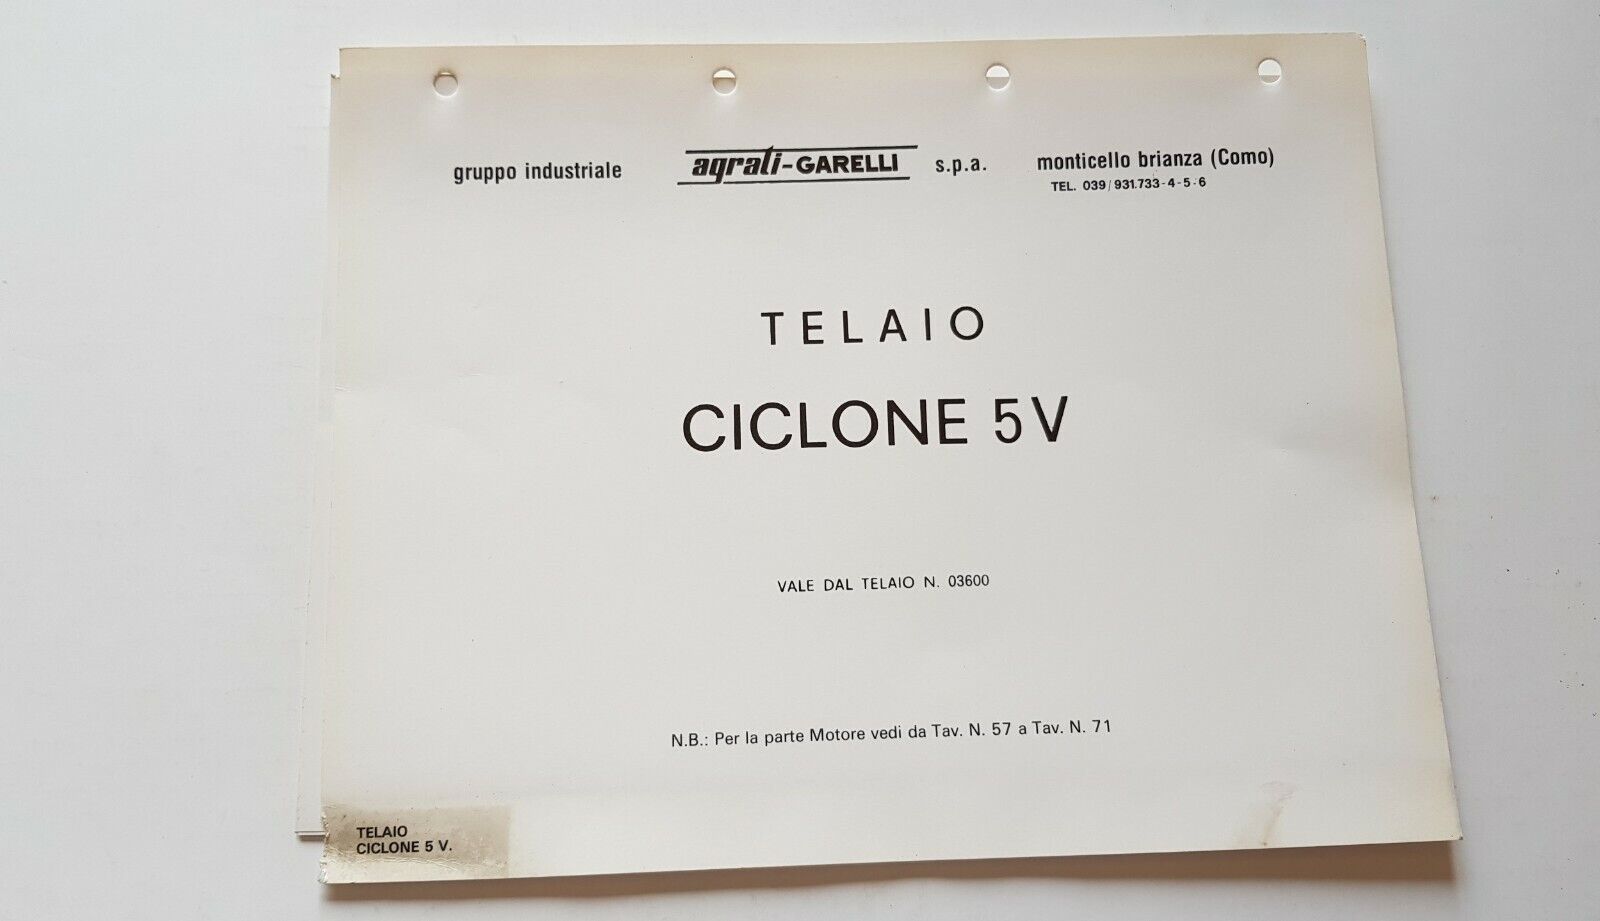 gruppo industriale agrati-GARELLI s.p.a. monticello brianza (Como)
TEL. 039/931.733-4-5-6
TELAIO
CICLONE 5V
VALE DAL TELAIO N. 03600
N.B.: Per la parte Motore vedi da Tav. N. 57 a Tav. N. 71
TELAIO
CICLONE 5 V.